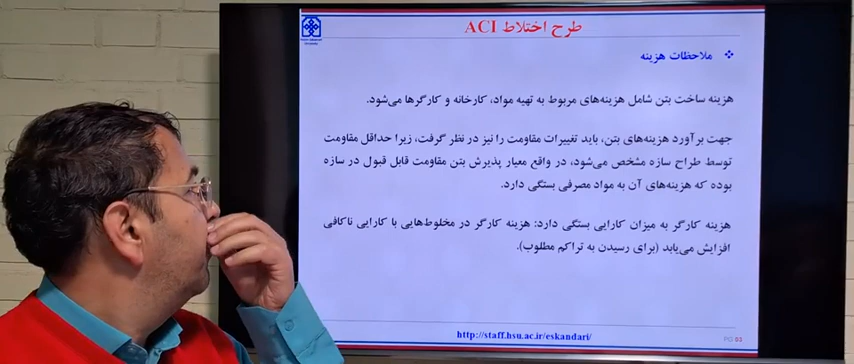 طرح اختلاط ACI
❖ ملاحظات هزینه
هزینه ساخت بتن شامل هزینه‌های مربوط به تهیه مواد، کارخانه و کارگرها می‌شود.
جهت برآورد هزینه‌های بتن، باید تغییرات مقاومت را نیز در نظر گرفت، زیرا حداقل مقاومت
توسط طراح سازه مشخص می‌شود، در واقع معیار پذیرش بتن مقاومت قابل قبول در سازه
بوده که هزینه‌های آن به مواد مصرفی بستگی دارد.
هزینه کارگر به میزان کارایی بستگی دارد: هزینه کارگر در مخلوط‌هایی با کارایی ناکافی
افزایش می‌یابد (برای رسیدن به تراکم مطلوب).
http://staff.hsu.ac.ir/eskandari/